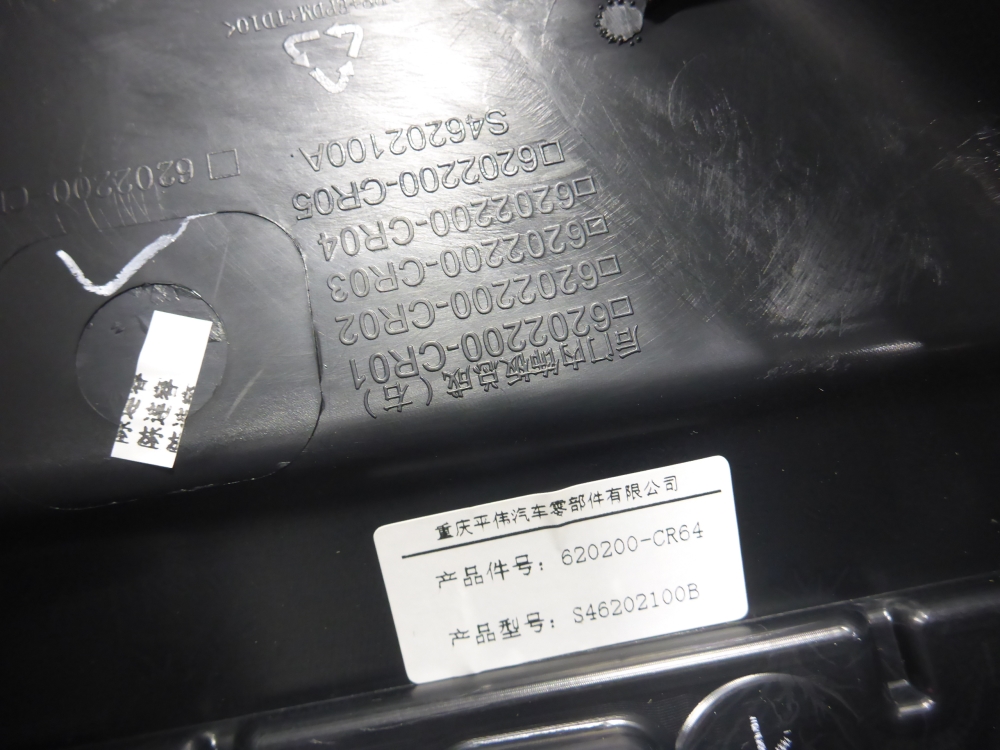 重庆平伟汽车零部件有限公司
产品件号：620200-CR64
产品型号：S46202100B
后门内饰板总成（右）
□6202200-CR01
□6202200-CR02
□6202200-CR03
□6202200-CR04
□6202200-CR05
S46202100A
□ 6202200-C